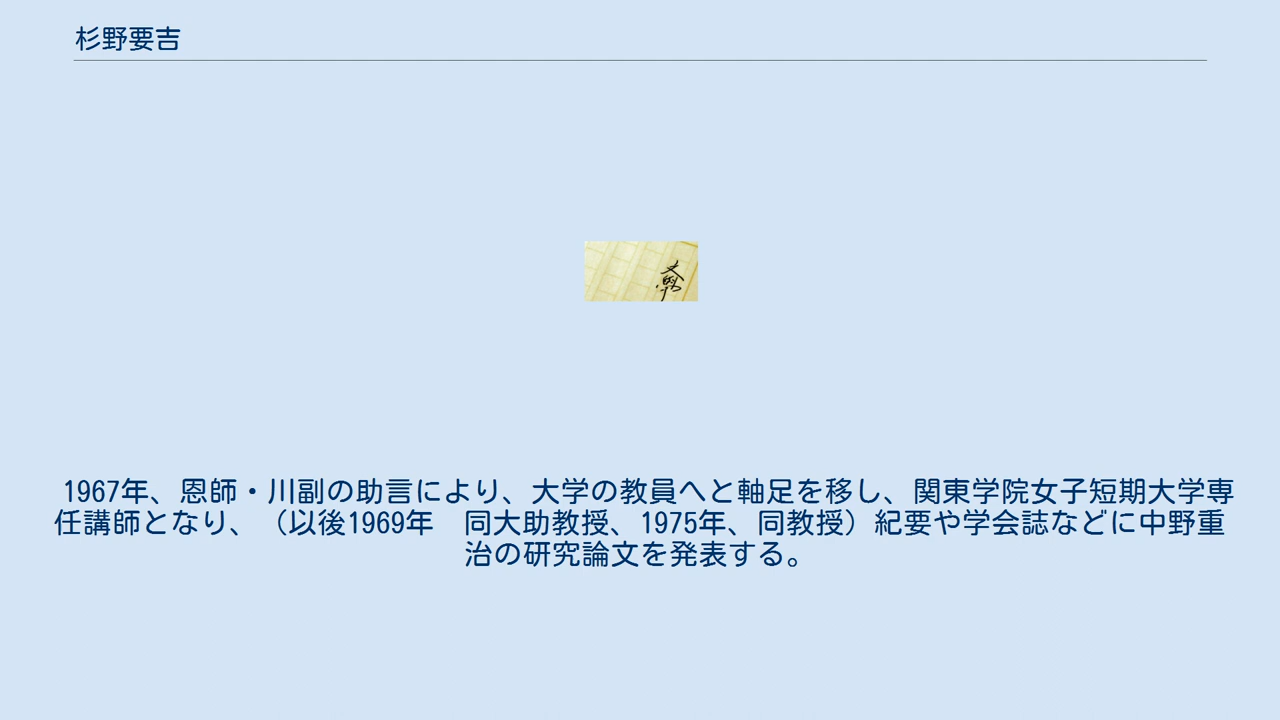 杉野要吉
1967年、恩師・川副の助言により、大学の教員へと軸足を移し、関東学院女子短期大学専
任講師となり、（以後1969年　同大助教授、1975年、同教授）紀要や学会誌などに中野重
治の研究論文を発表する。